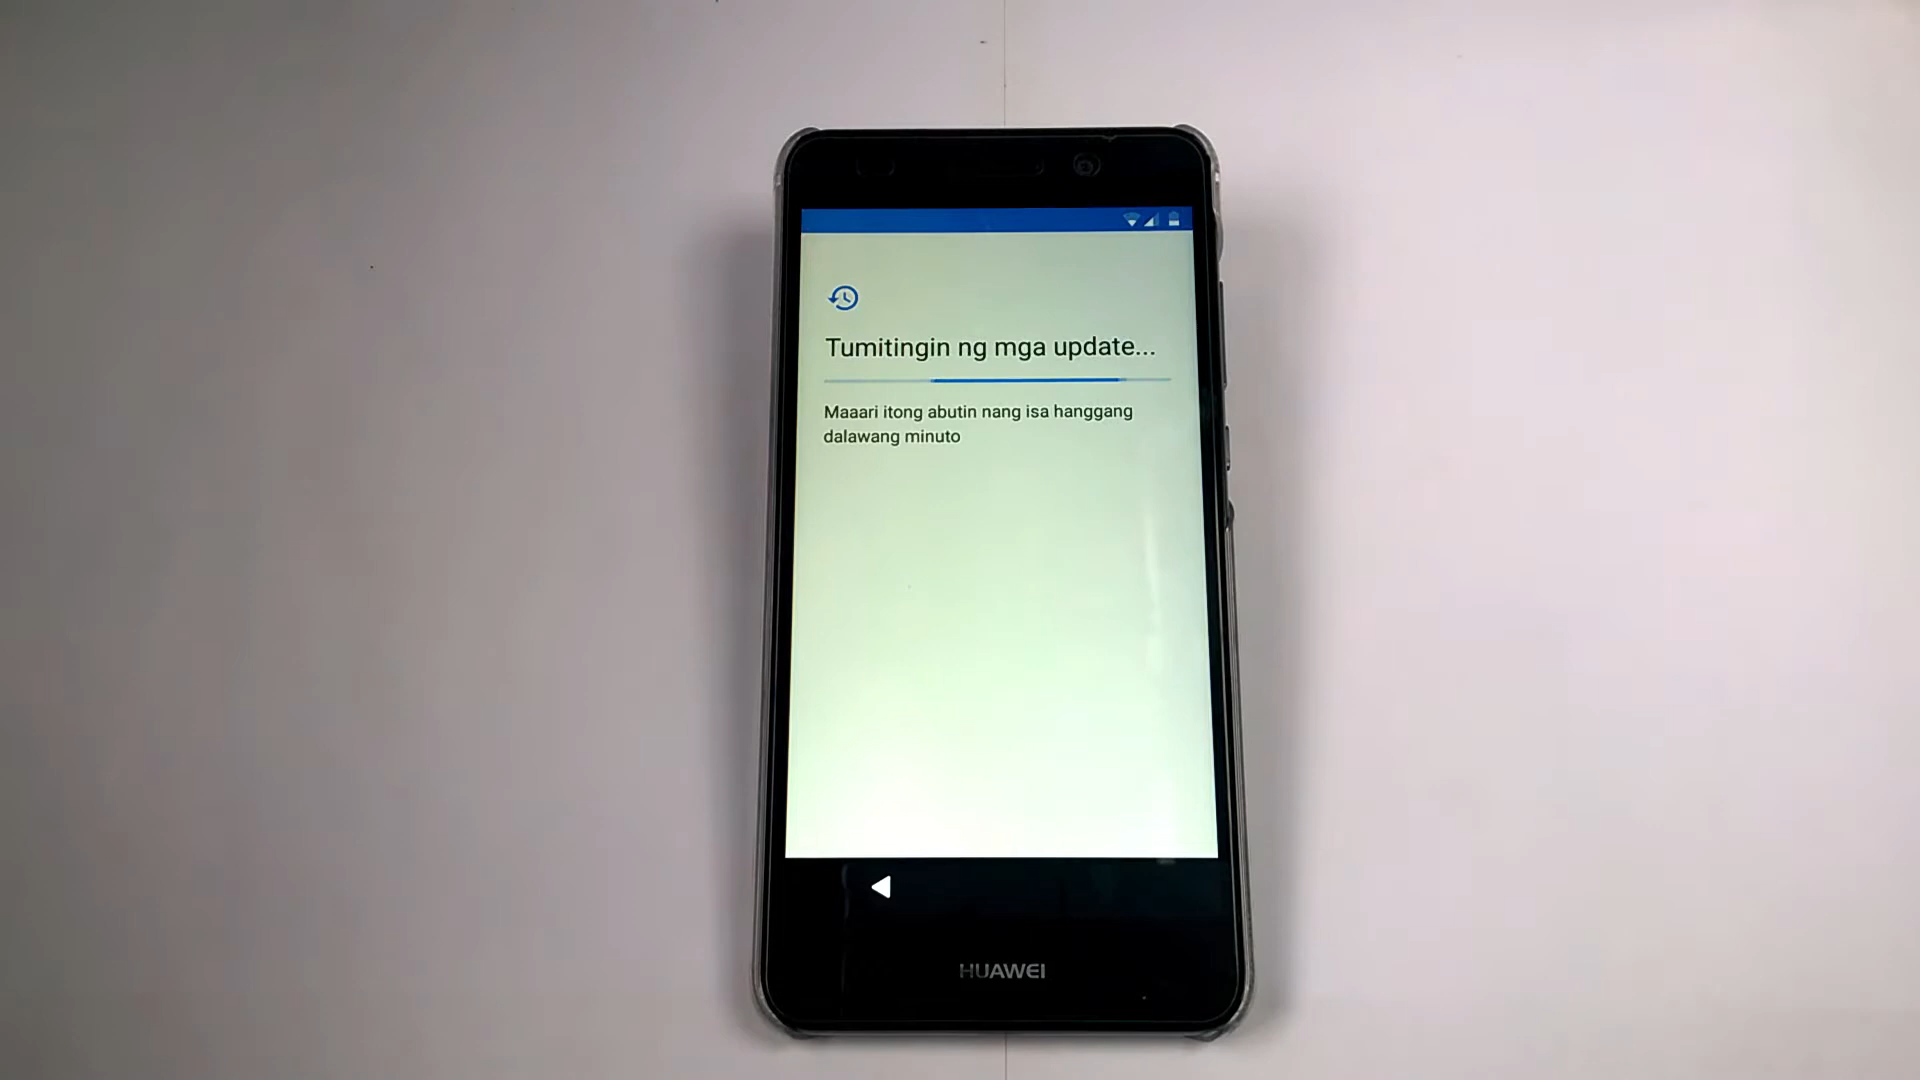 Tumitingin ng mga update...
Maaari itong abutin nang isa hanggang
dalawang minuto
HUAWEI